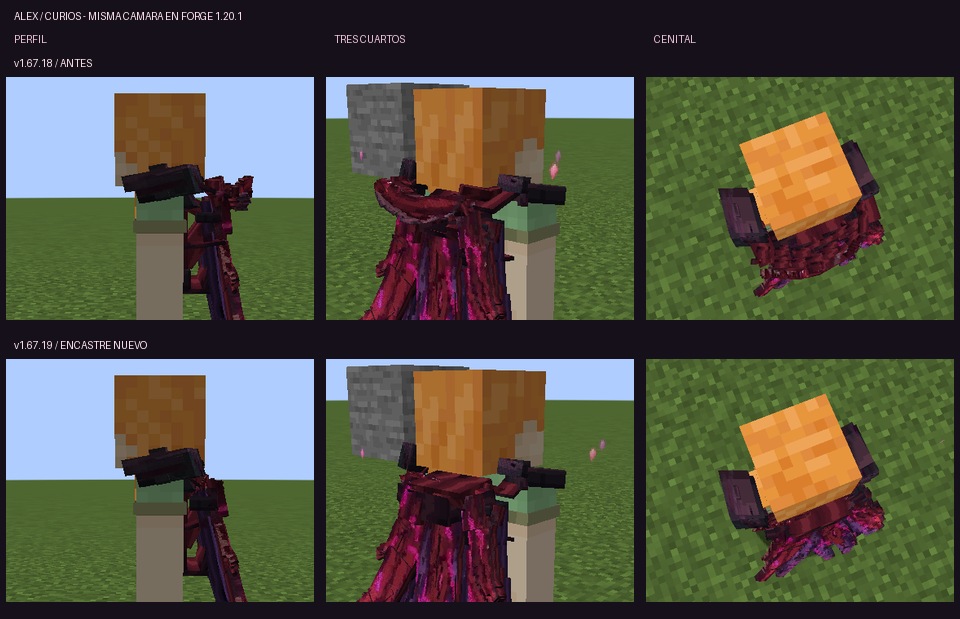 ALEX / CURIOS - MISMA CAMARA EN FORGE 1.20.1
PERFIL TRES CUARTOS CENITAL
v1.67.18 / ANTES
v1.67.19 / ENCASTRE NUEVO